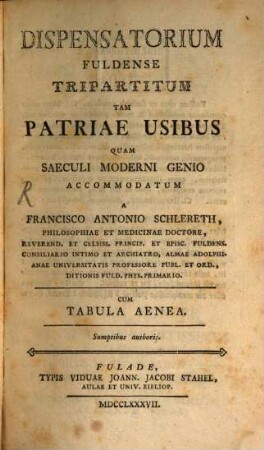 DISPENSATORIUM
FULDENSE
TRIPARTITUM
TAM
PATRIAE USIBUS
QUAM
SAECULI MODERNI GENIO
ACCOMMODATUM
A
FRANCISCO ANTONIO SCHLERETH,
PHILOSOPHIAE ET MEDICINAE DOCTORE,
REVEREND. ET CELSISS. PRINCIP. ET EPISC. FULDENS.
CONSILIARIO INTIMO ET ARCHIATRO, ALMAE ADOLPHI-
ANAE UNIVERSITATIS PROFESSORE PUBL. ET ORD.,
DITIONIS FULD. PHYS. PRIMARIO.
CUM
TABULA AENEA.
Sumptibus authoris.
FULADE,
TYPIS VIDUAE JOANN. JACOBI STAHEL,
AULAE ET UNIV. BIBLIOP.
MDCCLXXXVII.